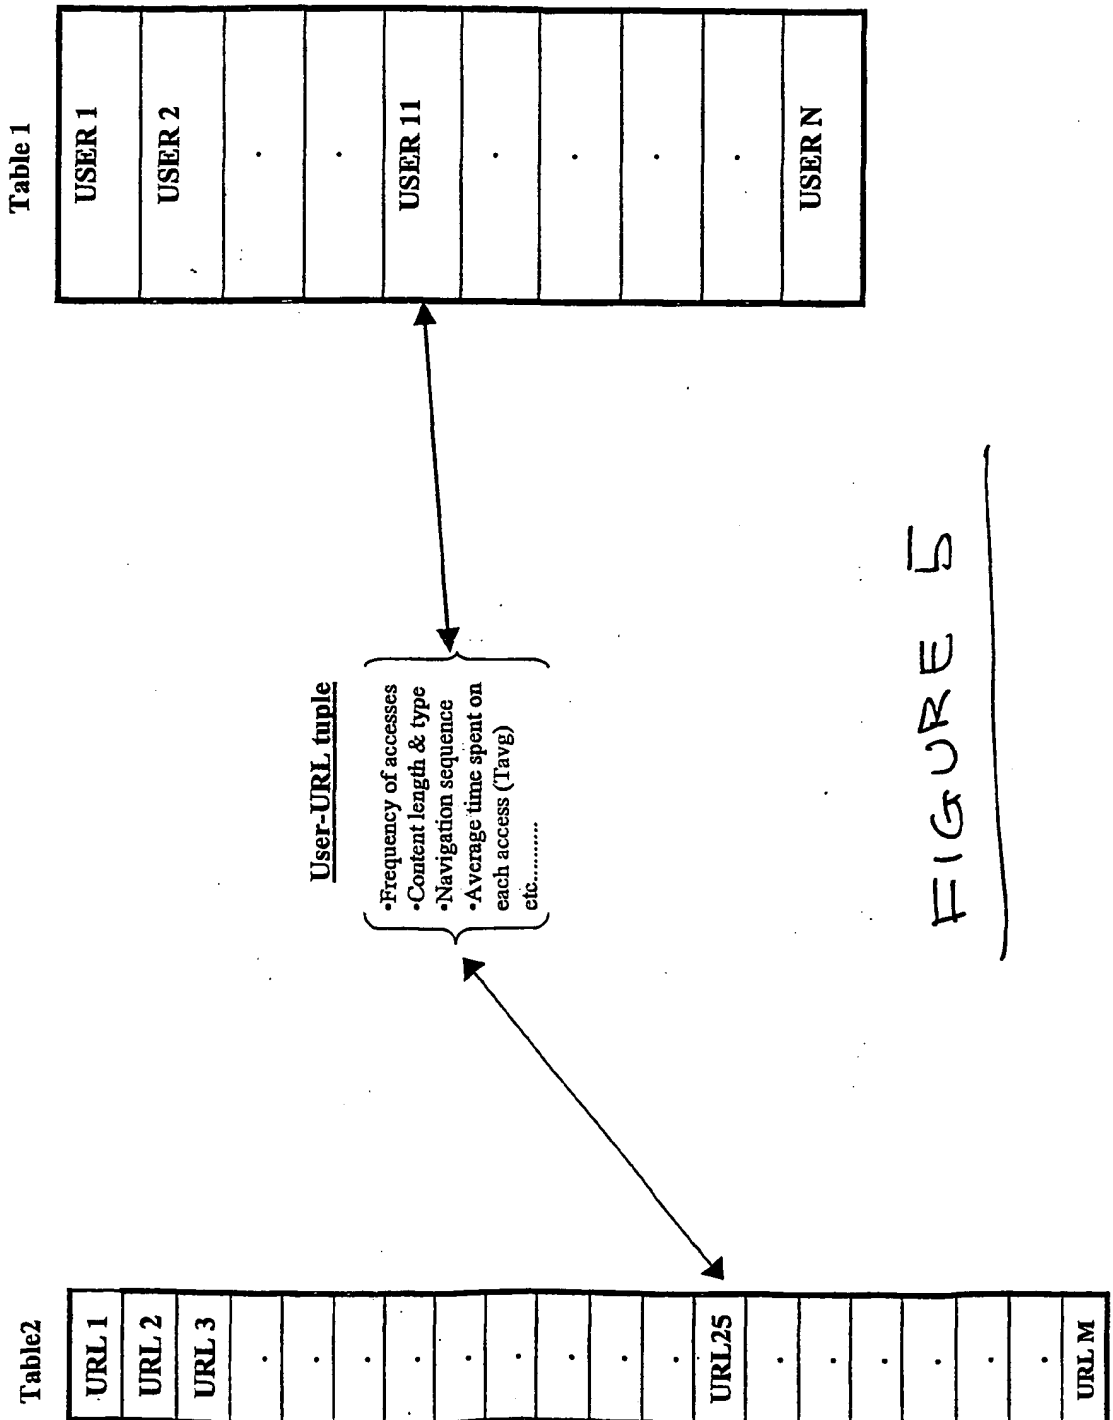 Table2
URL 1
URL 2
URL 3
.
.
.
.
.
.
.
.
.
URL25
.
.
.
.
.
.
URL M
User-URL tuple
•Frequency of accesses
•Content length & type
•Navigation sequence
•Average time spent on
each access (Tavg)
etc..........
Table 1
USER 1
USER 2
.
.
USER 11
.
.
.
.
USER N
FIGURE 5